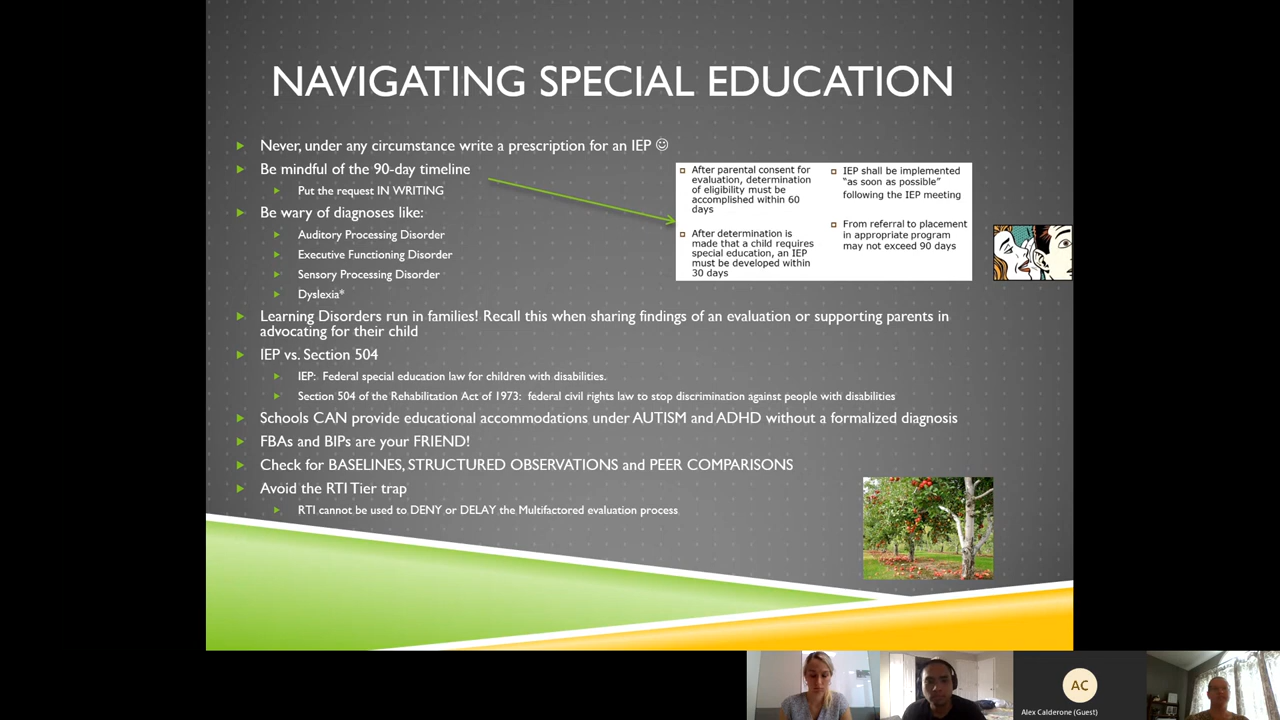 NAVIGATING SPECIAL EDUCATION
Never, under any circumstance write a prescription for an IEP ☺
Be mindful of the 90-day timeline
Put the request IN WRITING
Be wary of diagnoses like:
Auditory Processing Disorder
Executive Functioning Disorder
Sensory Processing Disorder
Dyslexia*
After parental consent for
evaluation, determination
of eligibility must be
accomplished within 60
days
After determination is
made that a child requires
special education, an IEP
must be developed within
30 days
IEP shall be implemented
“as soon as possible”
following the IEP meeting
From referral to placement
in appropriate program
may not exceed 90 days
Learning Disorders run in families! Recall this when sharing findings of an evaluation or supporting parents in
advocating for their child
IEP vs. Section 504
IEP: Federal special education law for children with disabilities.
Section 504 of the Rehabilitation Act of 1973: federal civil rights law to stop discrimination against people with disabilities
Schools CAN provide educational accommodations under AUTISM and ADHD without a formalized diagnosis
FBAs and BIPs are your FRIEND!
Check for BASELINES, STRUCTURED OBSERVATIONS and PEER COMPARISONS
Avoid the RTI Tier trap
RTI cannot be used to DENY or DELAY the Multifactored evaluation process
AC
Alex Calderone (Guest)